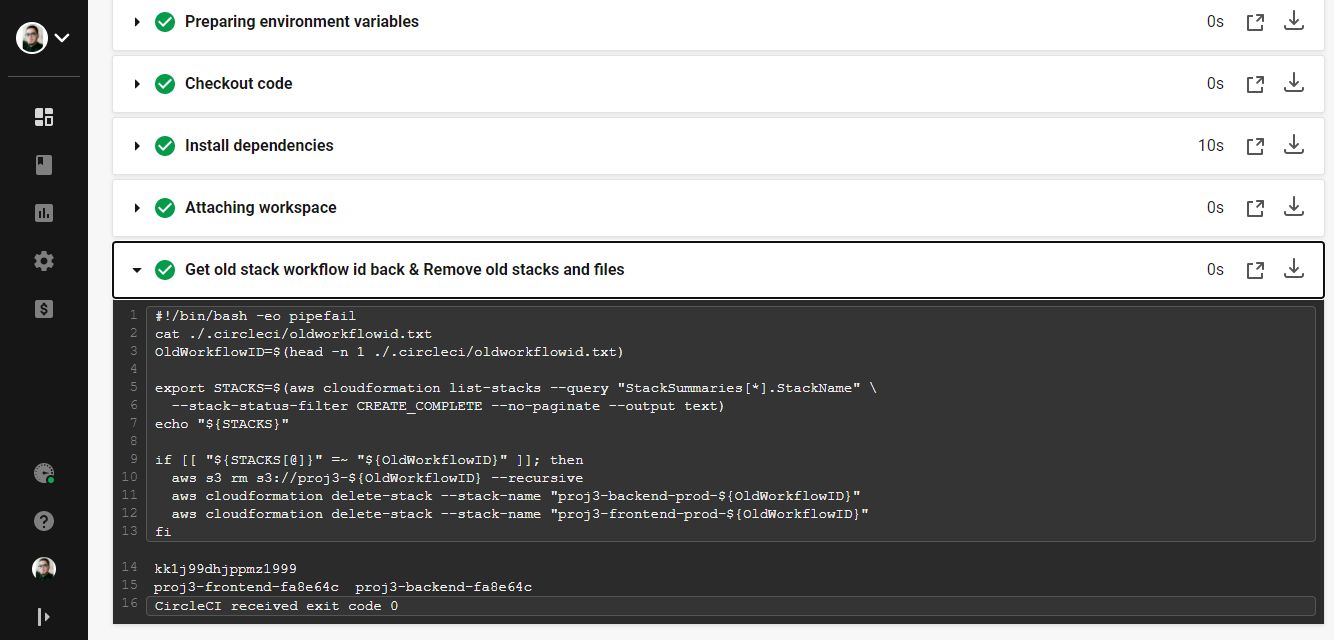 Preparing environment variables 0s
Checkout code 0s
Install dependencies 10s
Attaching workspace 0s
Get old stack workflow id back & Remove old stacks and files 0s
1 #!/bin/bash -eo pipefail
2 cat ./.circleci/oldworkflowid.txt
3 OldWorkflowID=$(head -n 1 ./.circleci/oldworkflowid.txt)
4
5 export STACKS=$(aws cloudformation list-stacks --query "StackSummaries[*].StackName" \
6   --stack-status-filter CREATE_COMPLETE --no-paginate --output text)
7 echo "${STACKS}"
8
9 if [[ "${STACKS[@]}" =~ "${OldWorkflowID}" ]]; then
10   aws s3 rm s3://proj3-${OldWorkflowID} --recursive
11   aws cloudformation delete-stack --stack-name "proj3-backend-prod-${OldWorkflowID}"
12   aws cloudformation delete-stack --stack-name "proj3-frontend-prod-${OldWorkflowID}"
13 fi
14 kk1j99dhjppmz1999
15 proj3-frontend-fa8e64c  proj3-backend-fa8e64c
16 CircleCI received exit code 0